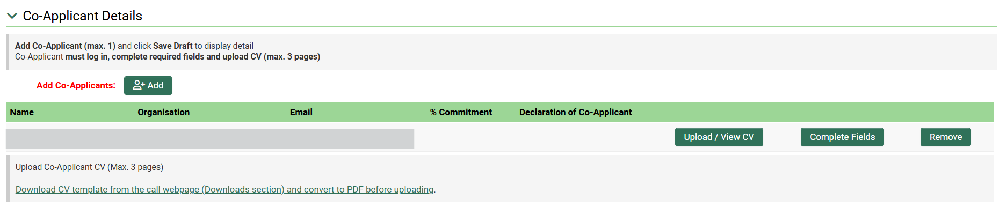 Co-Applicant Details
Add Co-Applicant (max. 1) and click Save Draft to display detail
Co-Applicant must log in, complete required fields and upload CV (max. 3 pages)
Add Co-Applicants: Add
Name Organisation Email % Commitment Declaration of Co-Applicant
Upload / View CV Complete Fields Remove
Upload Co-Applicant CV (Max. 3 pages)
Download CV template from the call webpage (Downloads section) and convert to PDF before uploading.